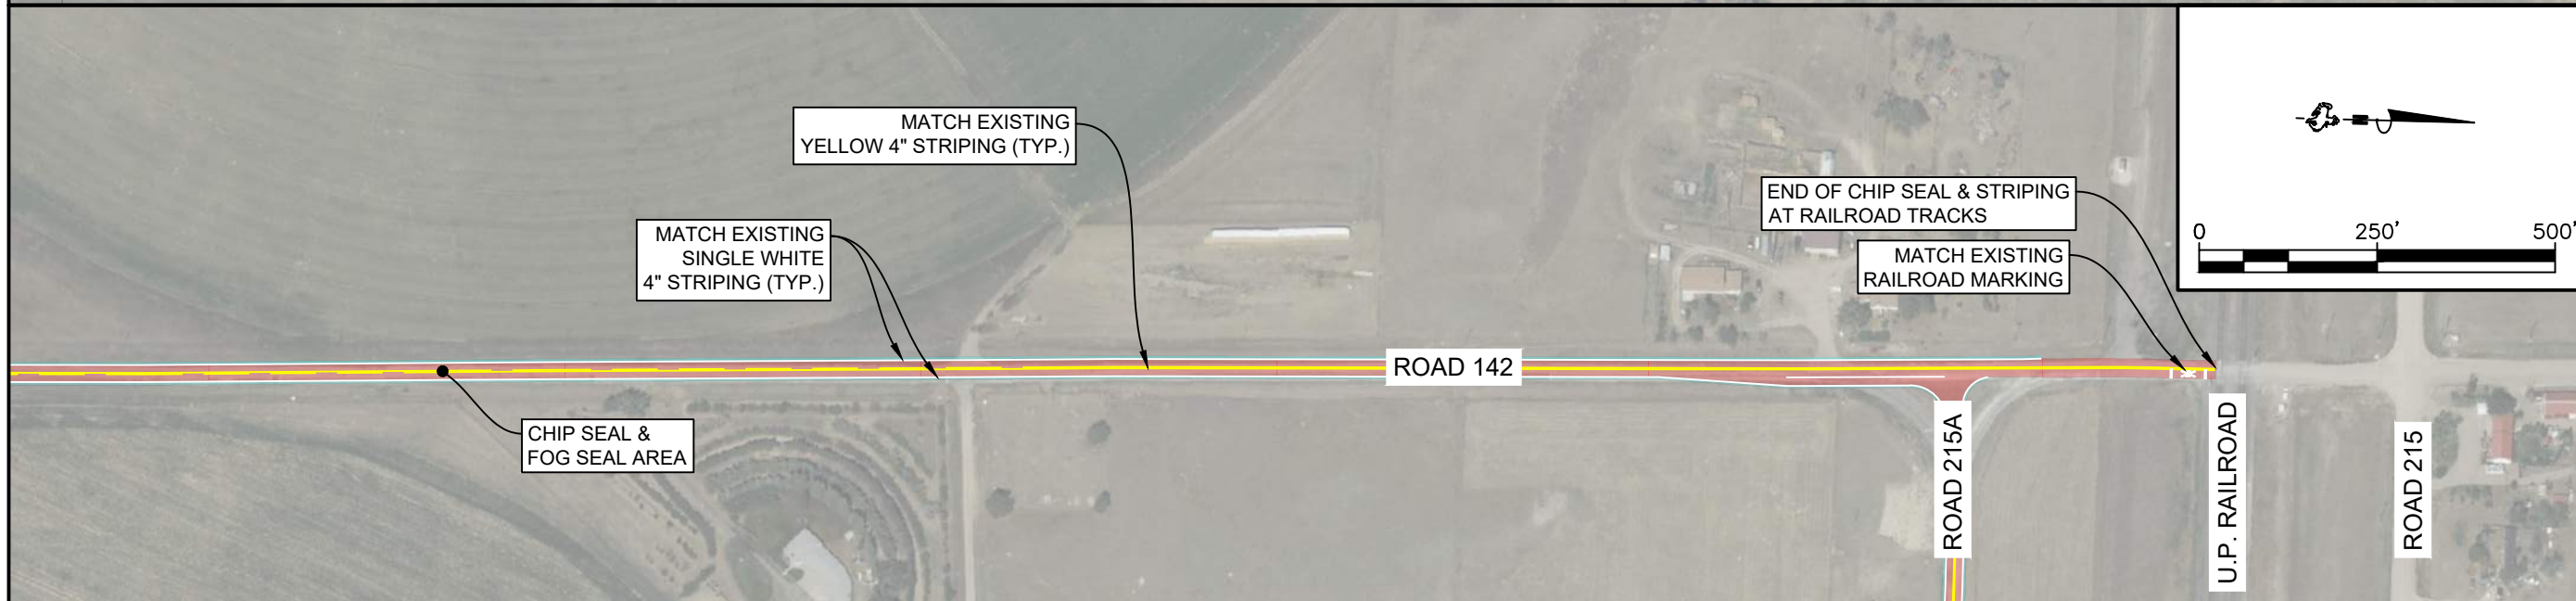 MATCH EXISTING
YELLOW 4" STRIPING (TYP.)
MATCH EXISTING
SINGLE WHITE
4" STRIPING (TYP.)
CHIP SEAL &
FOG SEAL AREA
ROAD 142
END OF CHIP SEAL & STRIPING
AT RAILROAD TRACKS
MATCH EXISTING
RAILROAD MARKING
ROAD 215A
U.P. RAILROAD
ROAD 215
0 250' 500'